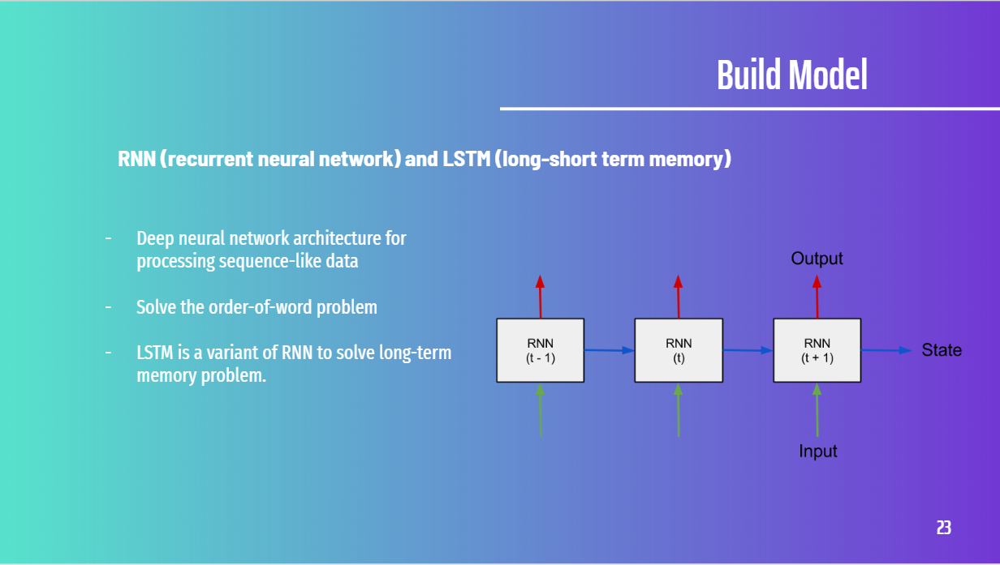 Build Model
RNN (recurrent neural network) and LSTM (long-short term memory)
- Deep neural network architecture for
processing sequence-like data
- Solve the order-of-word problem
- LSTM is a variant of RNN to solve long-term
memory problem.
Output
RNN
(t - 1)
RNN
(t)
RNN
(t + 1)
State
Input
23